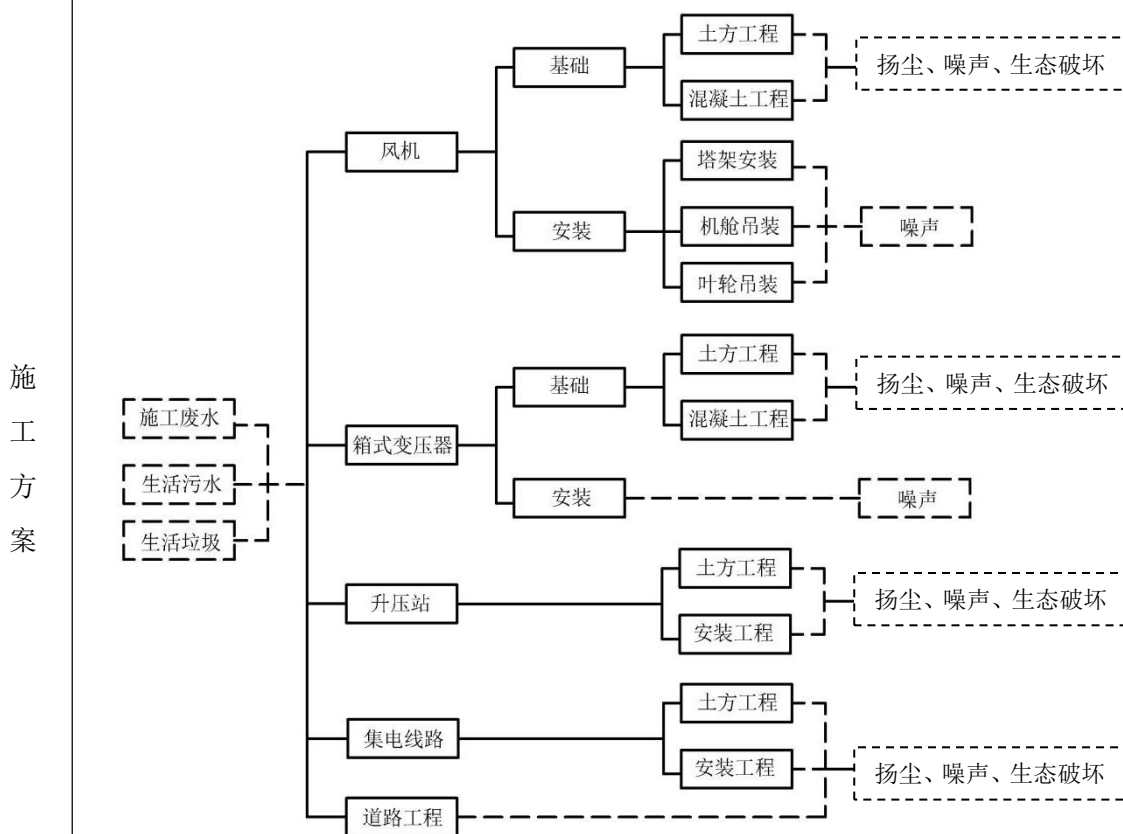 施
工
方
案
施工废水
生活污水
生活垃圾
风机
基础
土方工程
混凝土工程
扬尘、噪声、生态破坏
安装
塔架安装
机舱吊装
叶轮吊装
噪声
箱式变压器
基础
土方工程
混凝土工程
扬尘、噪声、生态破坏
安装
噪声
升压站
土方工程
安装工程
扬尘、噪声、生态破坏
集电线路
土方工程
安装工程
道路工程
扬尘、噪声、生态破坏